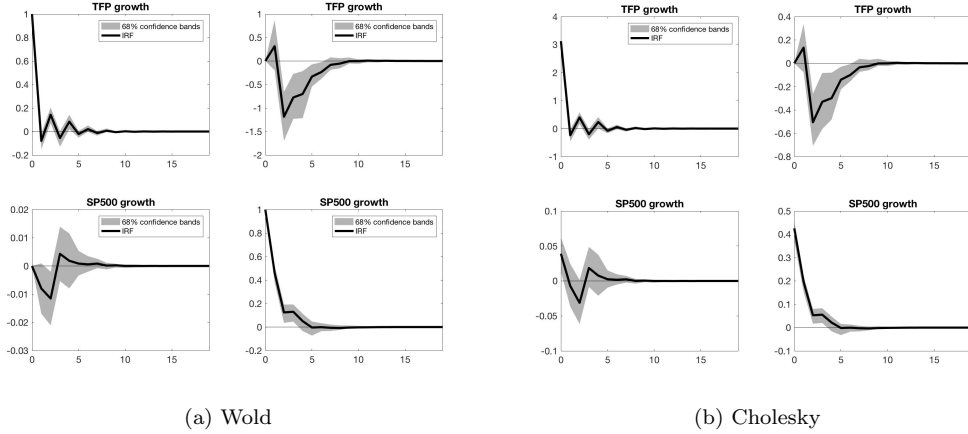 TFP growth
68% confidence bands
IRF
1
0.8
0.6
0.4
0.2
0
-0.2
0 5 10 15
TFP growth
68% confidence bands
IRF
1
0.5
0
-0.5
-1
-1.5
-2
0 5 10 15
SP500 growth
68% confidence bands
IRF
0.02
0.01
0
-0.01
-0.02
-0.03
0 5 10 15
SP500 growth
68% confidence bands
IRF
1
0.8
0.6
0.4
0.2
0
-0.2
0 5 10 15
(a) Wold
TFP growth
68% confidence bands
IRF
4
3
2
1
0
-1
0 5 10 15
TFP growth
0.4
0.2
0
-0.2
-0.4
-0.6
-0.8
0 5 10 15
SP500 growth
0.1
0.05
0
-0.05
-0.1
0 5 10 15
SP500 growth
0.5
0.4
0.3
0.2
0.1
0
-0.1
0 5 10 15
(b) Cholesky